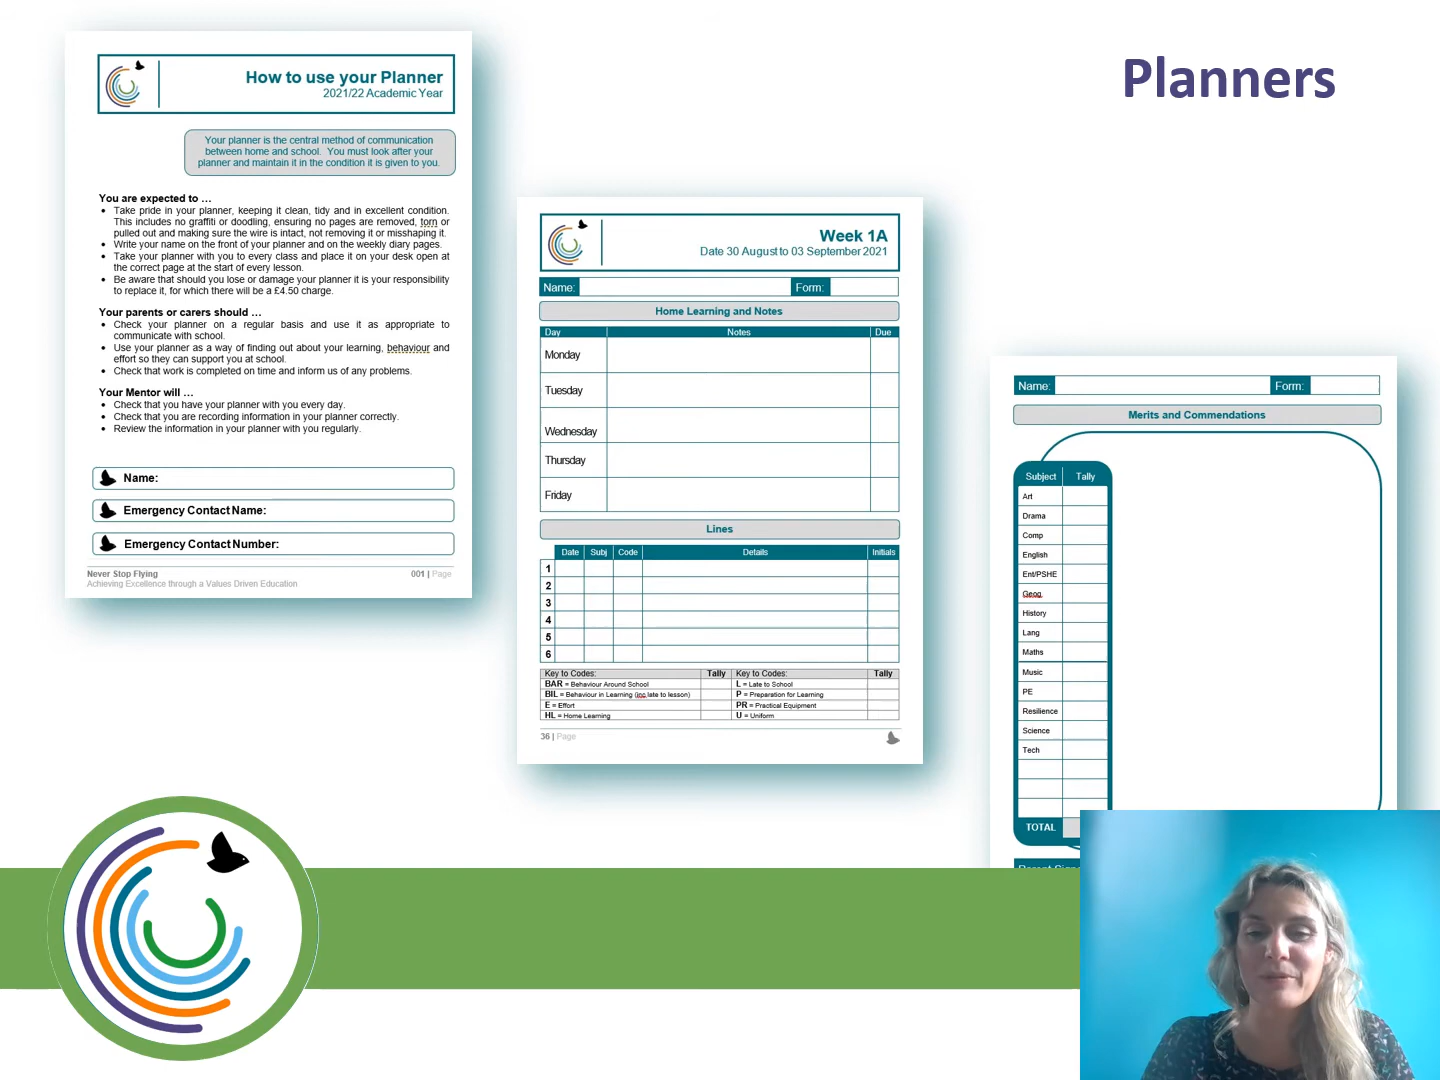 Planners
How to use your Planner
2021/22 Academic Year
Your planner is the central method of communication
between home and school.  You must look after your
planner and maintain it in the condition it is given to you.
You are expected to …
• Take pride in your planner, keeping it clean, tidy and in excellent condition.
This includes no graffiti or doodling, ensuring no pages are removed, torn or
pulled out and making sure the wire is intact, not removing it or misshaping it.
• Write your name on the front of your planner and on the weekly diary pages.
• Take your planner with you to every class and place it on your desk open at
the correct page at the start of every lesson.
• Be aware that should you lose or damage your planner it is your responsibility
to replace it, for which there will be a £4.50 charge.
Your parents or carers should …
• Check your planner on a regular basis and use it as appropriate to
communicate with school.
• Use your planner as a way of finding out about your learning, behaviour and
effort so they can support you at school.
• Check that work is completed on time and inform us of any problems.
Your Mentor will …
• Check that you have your planner with you every day.
• Check that you are recording information in your planner correctly.
• Review the information in your planner with you regularly.
Name:
Emergency Contact Name:
Emergency Contact Number:
Never Stop Flying 001 | Page
Achieving Excellence through a Values Driven Education
Week 1A
Date 30 August to 03 September 2021
Name: Form:
Home Learning and Notes
Day Notes Due
Monday
Tuesday
Wednesday
Thursday
Friday
Lines
Date Subj Code Details Initials
1
2
3
4
5
6
Key to Codes: Tally Key to Codes: Tally
BAR = Behaviour Around School L = Late to School
BIL = Behaviour in Learning (inc late to lesson) P = Preparation for Learning
E = Effort PR = Practical Equipment
HL = Home Learning U = Uniform
36 | Page
Name: Form:
Merits and Commendations
Subject Tally
Art
Drama
Comp
English
Ent/PSHE
Geog
History
Lang
Maths
Music
PE
Resilience
Science
Tech
TOTAL